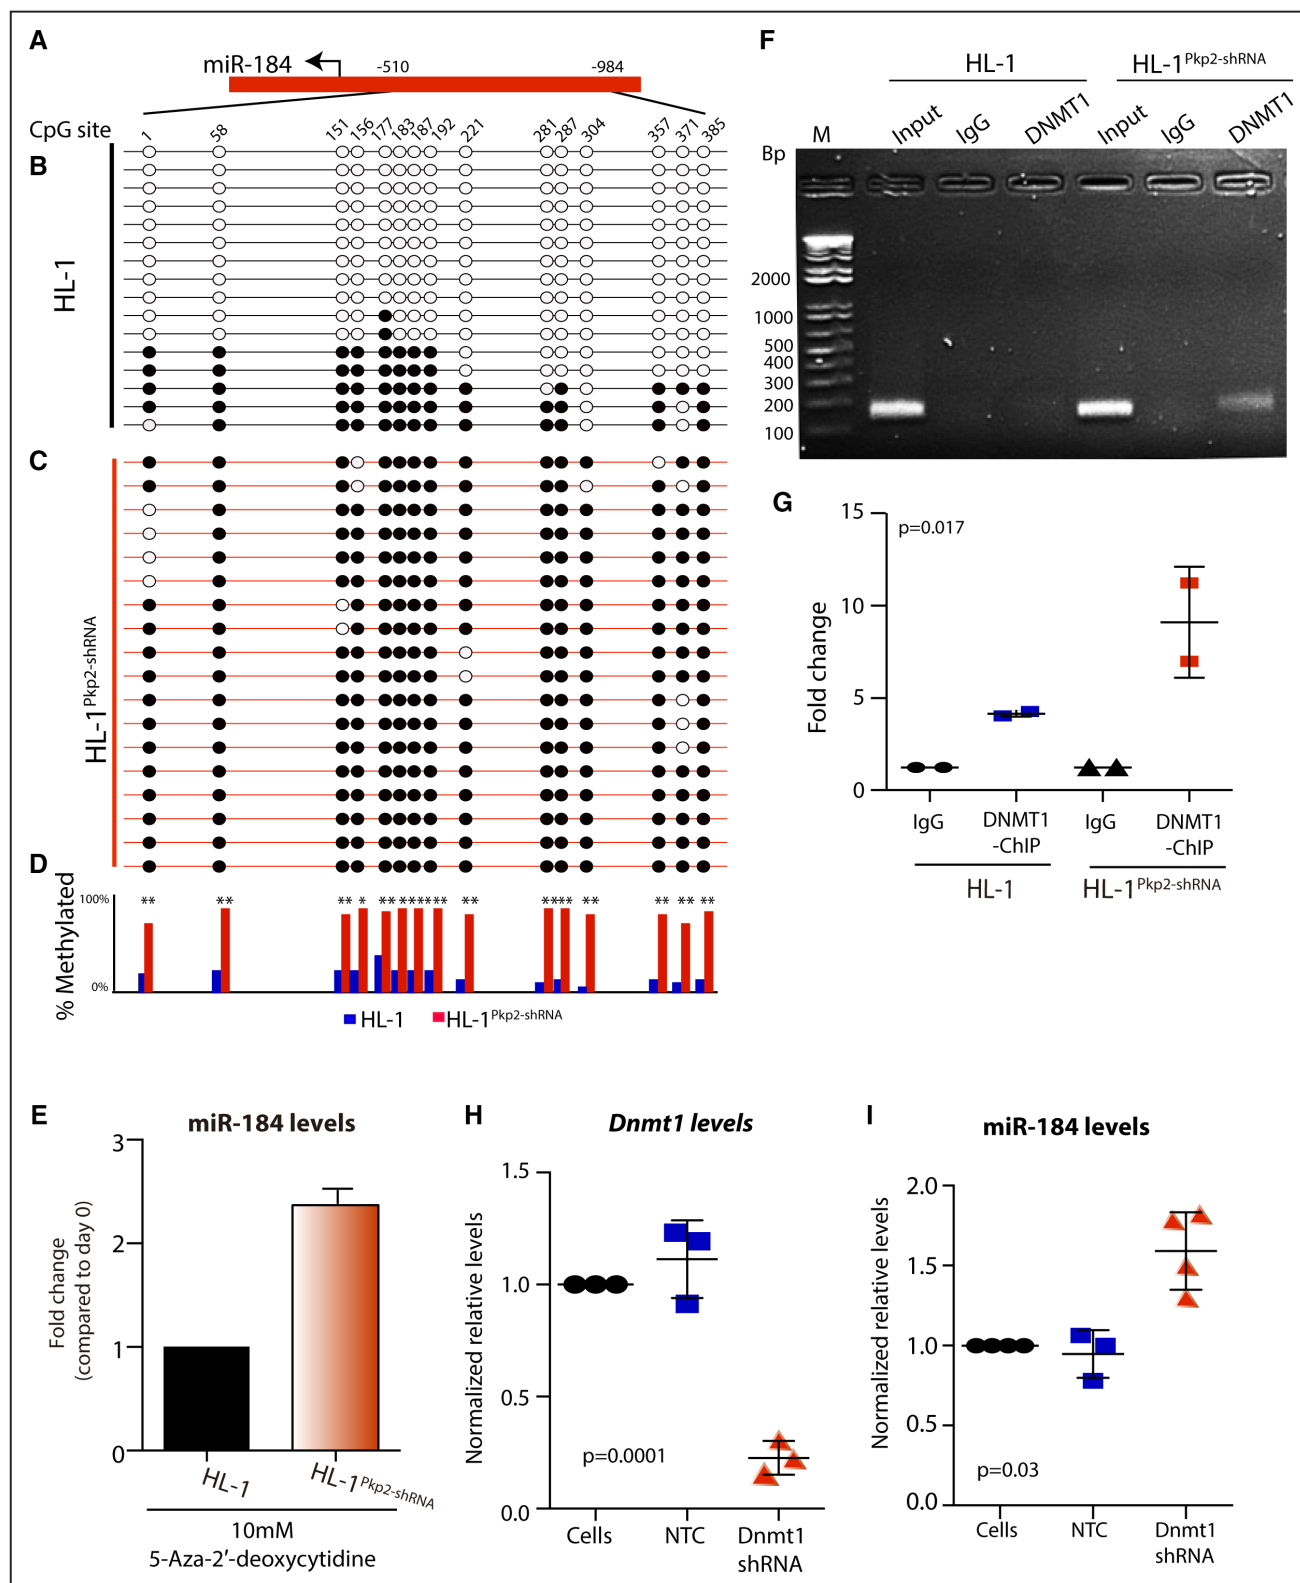 A
miR-184
-510
-984
CpG site
1
58
151
156
177
183
187
192
221
281
287
304
357
371
385
B
HL-1
C
HL-1Pkp2-shRNA
D
% Methylated
100%
0%
** ** ** * ** ** ** ** ** ** ** ** ** ** **
HL-1
HL-1Pkp2-shRNA
E
miR-184 levels
Fold change
(compared to day 0)
3
2
1
0
HL-1
HL-1Pkp2-shRNA
10mM
5-Aza-2'-deoxycytidine
F
HL-1
HL-1Pkp2-shRNA
Bp
M
Input
IgG
DNMT1
Input
IgG
DNMT1
2000
1000
500
400
300
200
100
G
Fold change
15
10
5
0
p=0.017
IgG
DNMT1
-ChIP
IgG
DNMT1
-ChIP
HL-1
HL-1Pkp2-shRNA
H
Dnmt1 levels
Normalized relative levels
1.5
1.0
0.5
0.0
p=0.0001
Cells
NTC
Dnmt1
shRNA
I
miR-184 levels
Normalized relative levels
2.0
1.5
1.0
0.5
0.0
p=0.03
Cells
NTC
Dnmt1
shRNA